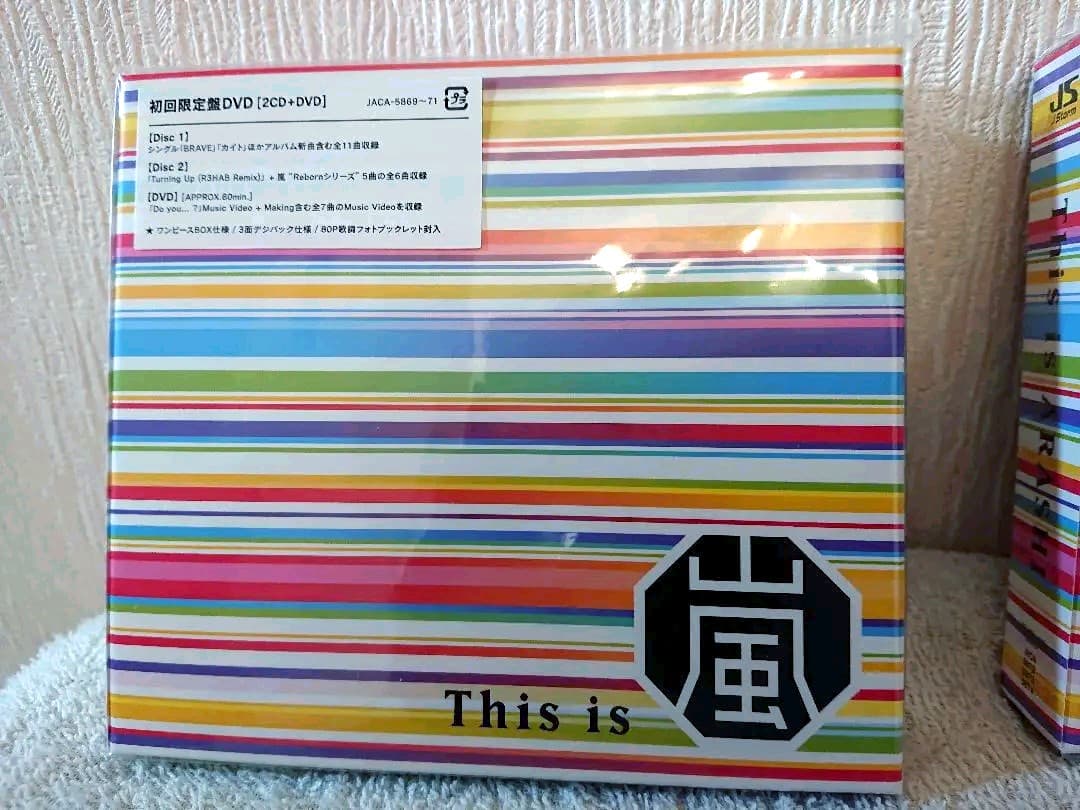 初回限定盤DVD [2CD+DVD]
JACA-5869〜71
【Disc 1】
シングル「BRAVE」「カイト」ほかアルバム新曲含む全11曲収録
【Disc 2】
「Turning Up (R3HAB Remix)」 + 嵐 "Rebornシリーズ" 5曲の全6曲収録
【DVD】 [APPROX.60min.]
「Do you... ?」Music Video + Making含む全7曲のMusic Videoを収録
★ ワンピースBOX仕様 / 3面デジパック仕様 / 80P歌詞フォトブックレット封入
This is 嵐
JS
J Storm
This is ARASHI